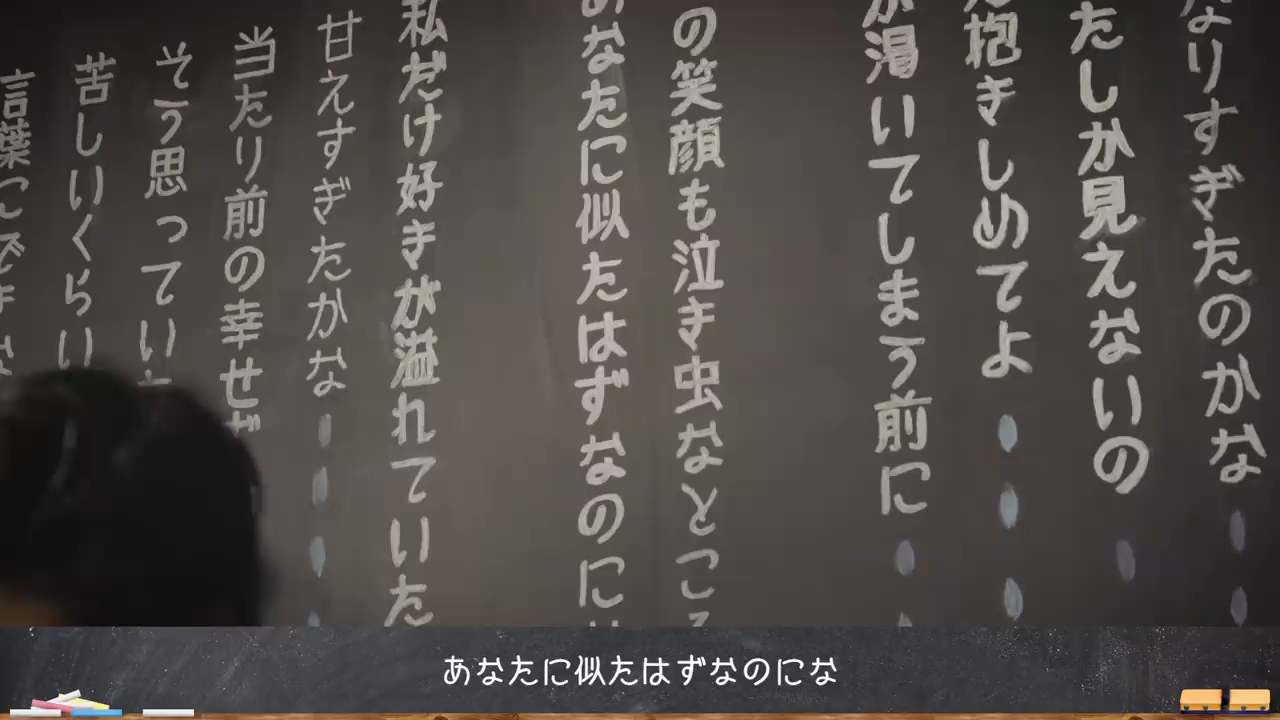 なりすぎたのかな
たしか見えないの
抱きしめてよ
が渇いてしまう前に
の笑顔も泣き虫なところ
あなたに似たはずなのに
私だけ好きが溢れていた
甘えすぎたかな
当たり前の幸せ
そう思ってい
苦しいくらい
言葉にでき
あなたに似たはずなのにな